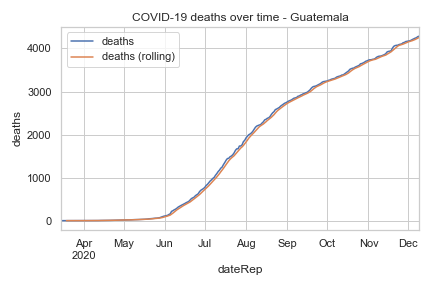 COVID-19 deaths over time - Guatemala
deaths
deaths (rolling)
4000
3000
2000
1000
0
deaths
Apr May Jun Jul Aug Sep Oct Nov Dec
2020
dateRep